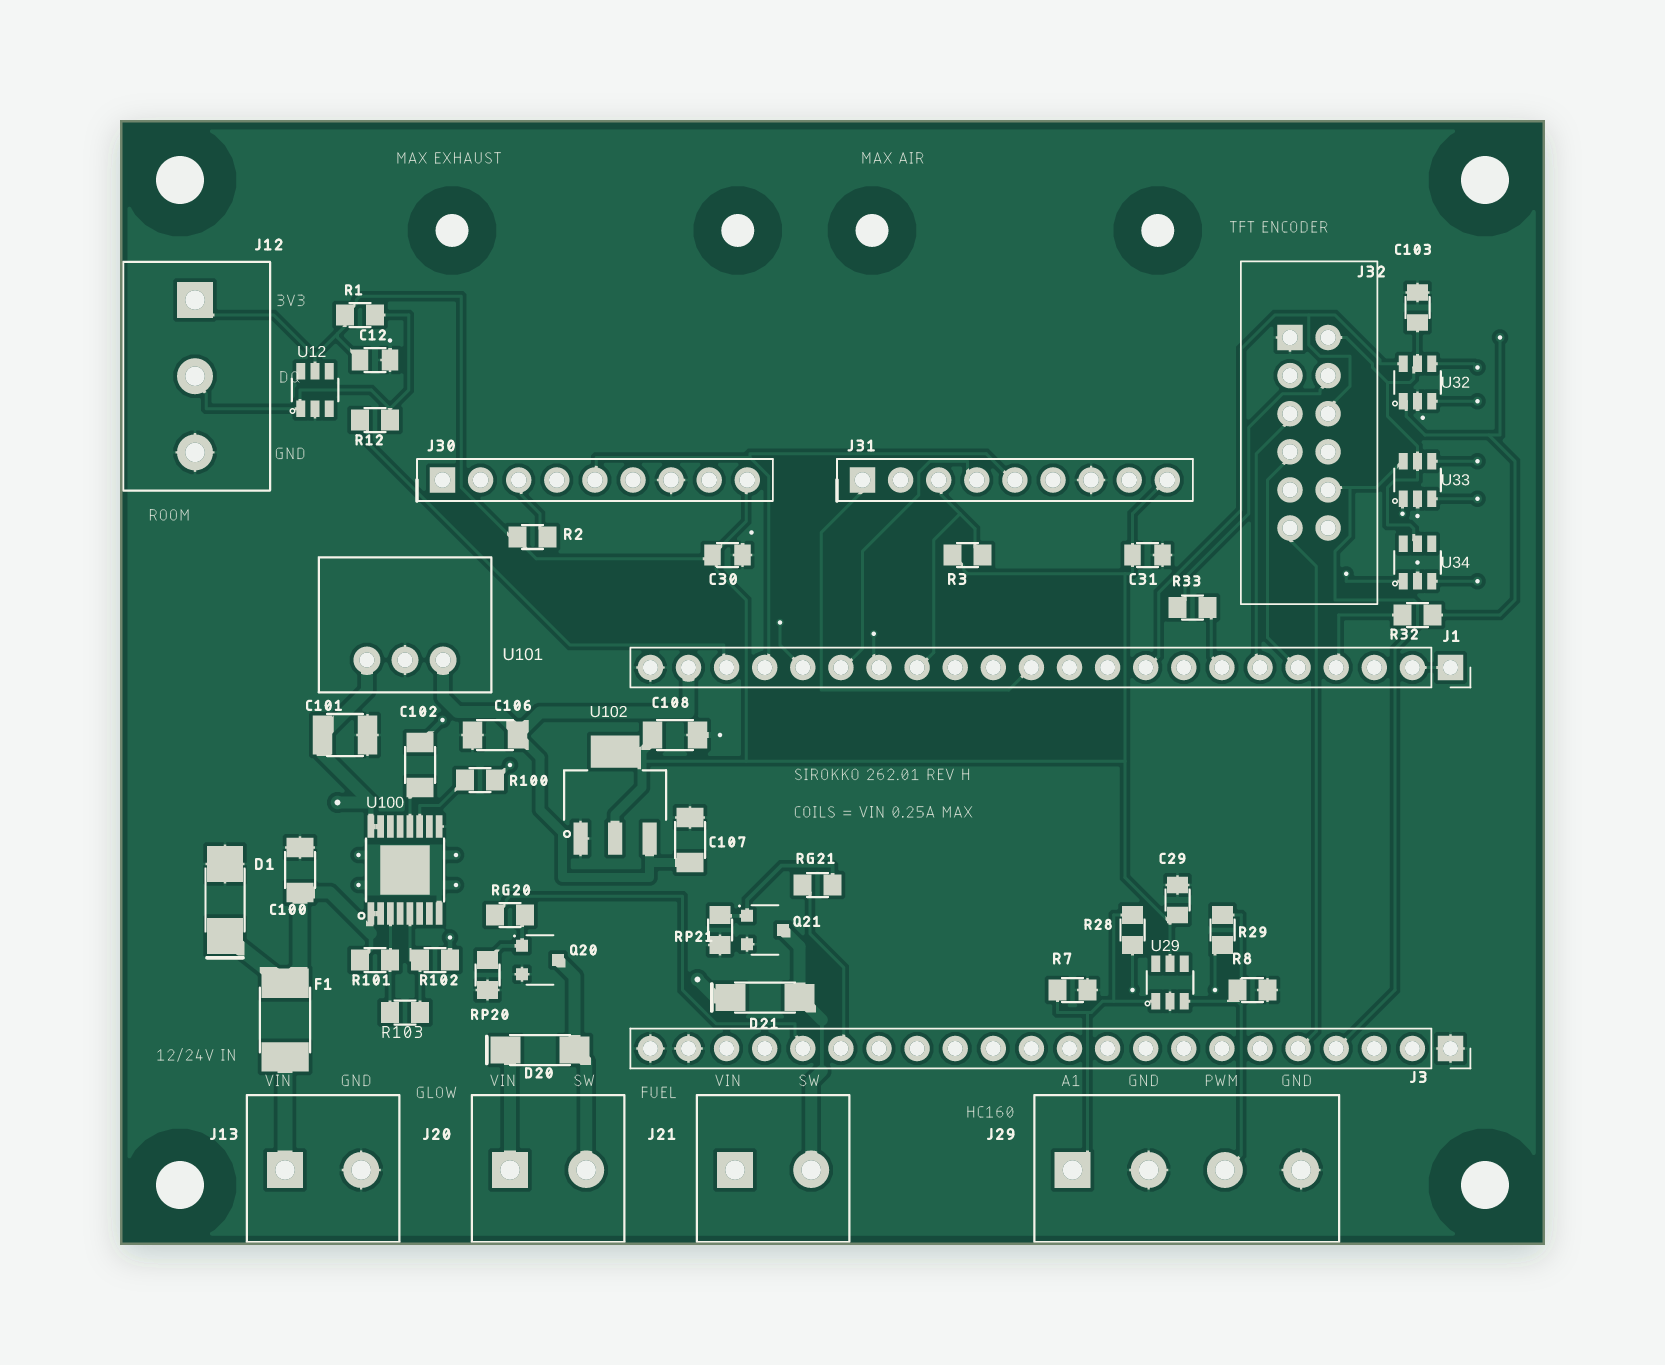 MAX EXHAUST
MAX AIR
TFT ENCODER
J12
C103
J32
3V3
R1
C12
U12
DQ
U32
R12
GND
J30
J31
U33
ROOM
R2
C30
R3
C31
R33
U34
R32
J1
U101
C101
C102
C106
U102
C108
SIROKKO 262.01 REV H
R100
U100
COILS = VIN 0.25A MAX
C107
D1
RG21
C29
C100
RG20
RP21
Q21
R28
R29
Q20
U29
R101
R102
F1
R7
R8
RP20
D21
R103
12/24V IN
D20
VIN
GND
GLOW
VIN
SW
FUEL
VIN
SW
A1
GND
PWM
GND
J3
HC160
J13
J20
J21
J29